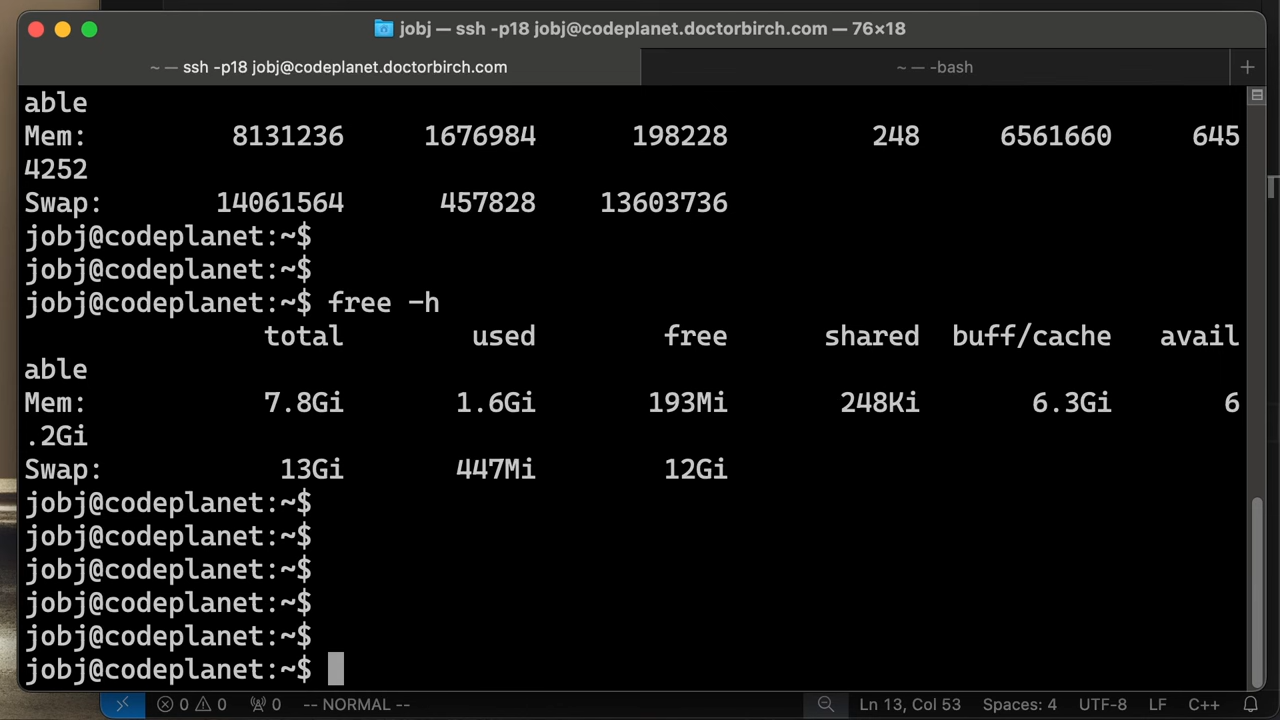 jobj — ssh -p18 jobj@codeplanet.doctorbirch.com — 76×18
~ — ssh -p18 jobj@codeplanet.doctorbirch.com
~ — -bash
+
able
Mem: 8131236 1676984 198228 248 6561660 645
4252
Swap: 14061564 457828 13603736
jobj@codeplanet:~$
jobj@codeplanet:~$
jobj@codeplanet:~$ free -h
total used free shared buff/cache avail
able
Mem: 7.8Gi 1.6Gi 193Mi 248Ki 6.3Gi 6
.2Gi
Swap: 13Gi 447Mi 12Gi
jobj@codeplanet:~$
jobj@codeplanet:~$
jobj@codeplanet:~$
jobj@codeplanet:~$
jobj@codeplanet:~$
jobj@codeplanet:~$
0 0 0 -- NORMAL -- Ln 13, Col 53 Spaces: 4 UTF-8 LF C++